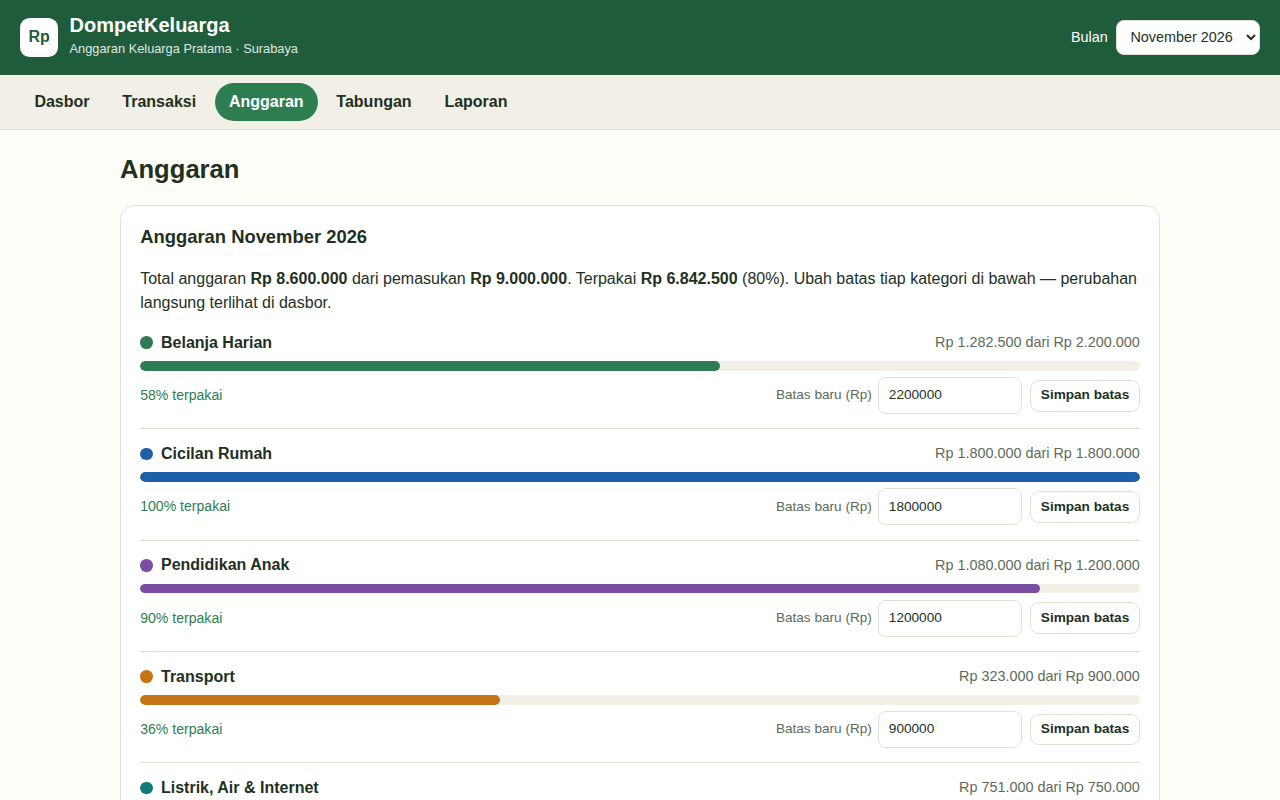 Rp
DompetKeluarga
Anggaran Keluarga Pratama · Surabaya
Bulan
November 2026
Dasbor
Transaksi
Anggaran
Tabungan
Laporan
Anggaran
Anggaran November 2026
Total anggaran Rp 8.600.000 dari pemasukan Rp 9.000.000. Terpakai Rp 6.842.500 (80%). Ubah batas tiap kategori di bawah — perubahan
langsung terlihat di dasbor.
Belanja Harian
Rp 1.282.500 dari Rp 2.200.000
58% terpakai
Batas baru (Rp)
2200000
Simpan batas
Cicilan Rumah
Rp 1.800.000 dari Rp 1.800.000
100% terpakai
Batas baru (Rp)
1800000
Simpan batas
Pendidikan Anak
Rp 1.080.000 dari Rp 1.200.000
90% terpakai
Batas baru (Rp)
1200000
Simpan batas
Transport
Rp 323.000 dari Rp 900.000
36% terpakai
Batas baru (Rp)
900000
Simpan batas
Listrik, Air & Internet
Rp 751.000 dari Rp 750.000